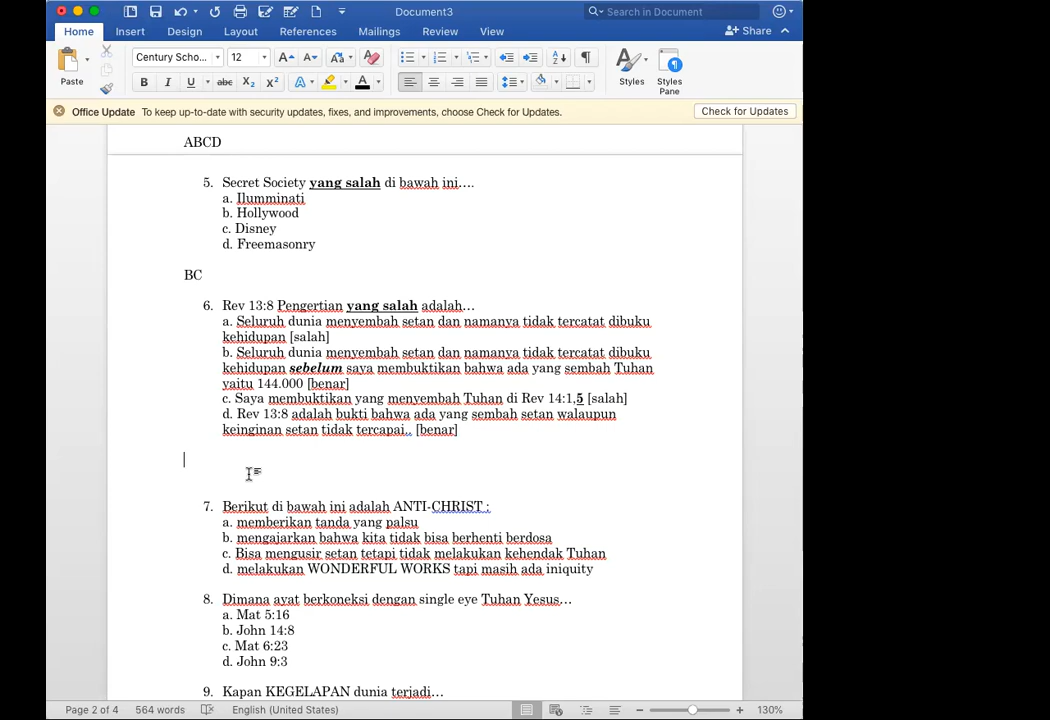 Document3
Search in Document
Home Insert Design Layout References Mailings Review View Share
Paste Century Scho... 12 Styles Styles Pane
B I U abc X2 X2 A A
Office Update To keep up-to-date with security updates, fixes, and improvements, choose Check for Updates. Check for Updates
ABCD
5. Secret Society yang salah di bawah ini….
a. Ilumminati
b. Hollywood
c. Disney
d. Freemasonry
BC
6. Rev 13:8 Pengertian yang salah adalah…
a. Seluruh dunia menyembah setan dan namanya tidak tercatat dibuku
kehidupan [salah]
b. Seluruh dunia menyembah setan dan namanya tidak tercatat dibuku
kehidupan sebelum saya membuktikan bahwa ada yang sembah Tuhan
yaitu 144.000 [benar]
c. Saya membuktikan yang menyembah Tuhan di Rev 14:1,5 [salah]
d. Rev 13:8 adalah bukti bahwa ada yang sembah setan walaupun
keinginan setan tidak tercapai.. [benar]
7. Berikut di bawah ini adalah ANTI-CHRIST :
a. memberikan tanda yang palsu
b. mengajarkan bahwa kita tidak bisa berhenti berdosa
c. Bisa mengusir setan tetapi tidak melakukan kehendak Tuhan
d. melakukan WONDERFUL WORKS tapi masih ada iniquity
8. Dimana ayat berkoneksi dengan single eye Tuhan Yesus…
a. Mat 5:16
b. John 14:8
c. Mat 6:23
d. John 9:3
9. Kapan KEGELAPAN dunia terjadi…
Page 2 of 4 564 words English (United States) 130%